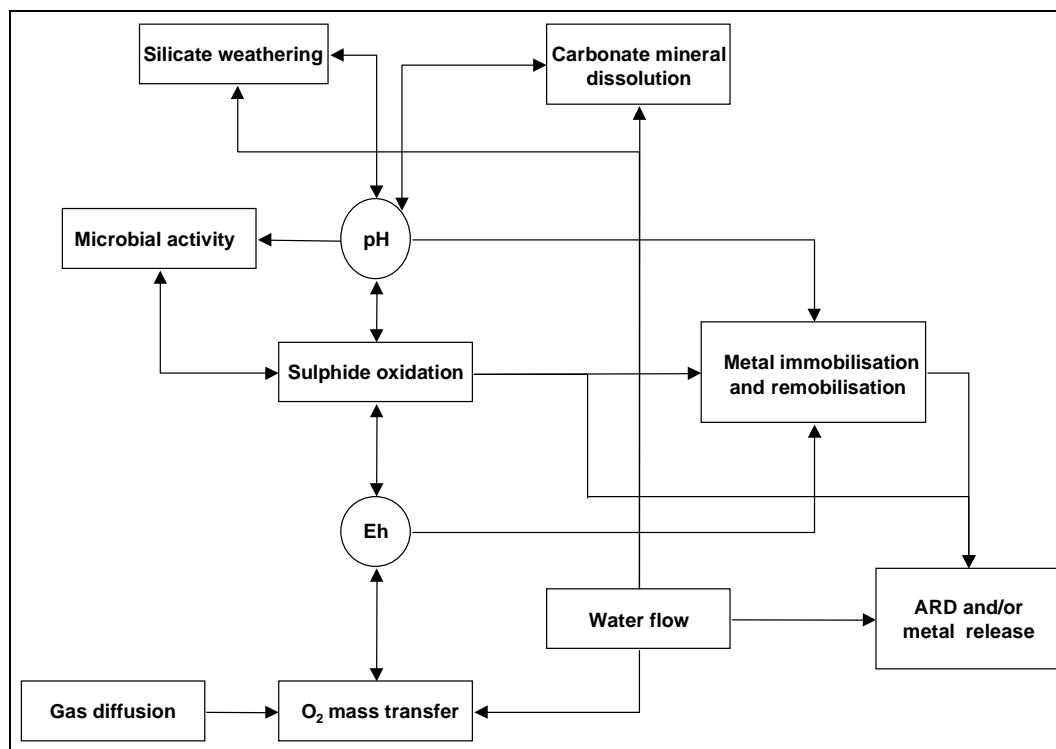 Silicate weathering
Carbonate mineral
dissolution
Microbial activity
pH
Sulphide oxidation
Metal immobilisation
and remobilisation
Eh
Water flow
ARD and/or
metal release
Gas diffusion
O₂ mass transfer